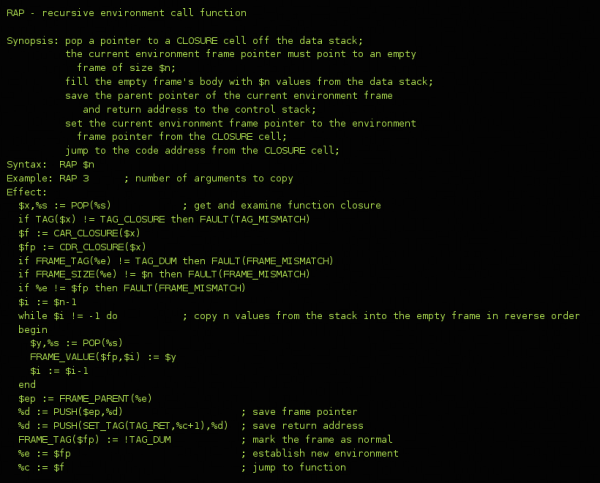 RAP - recursive environment call function

Synopsis: pop a pointer to a CLOSURE cell off the data stack;
          the current environment frame pointer must point to an empty
            frame of size $n;
          fill the empty frame's body with $n values from the data stack;
          save the parent pointer of the current environment frame
             and return address to the control stack;
          set the current environment frame pointer to the environment
            frame pointer from the CLOSURE cell;
          jump to the code address from the CLOSURE cell;
Syntax:  RAP $n
Example: RAP 3      ; number of arguments to copy
Effect:
  $x,%s := POP(%s)            ; get and examine function closure
  if TAG($x) != TAG_CLOSURE then FAULT(TAG_MISMATCH)
  $f := CAR_CLOSURE($x)
  $fp := CDR_CLOSURE($x)
  if FRAME_TAG(%e) != TAG_DUM then FAULT(FRAME_MISMATCH)
  if FRAME_SIZE(%e) != $n then FAULT(FRAME_MISMATCH)
  if %e != $fp then FAULT(FRAME_MISMATCH)
  $i := $n-1
  while $i != -1 do           ; copy n values from the stack into the empty frame in reverse order
  begin
    $y,%s := POP(%s)
    FRAME_VALUE($fp,$i) := $y
    $i := $i-1
  end
  $ep := FRAME_PARENT(%e)
  %d := PUSH($ep,%d)                     ; save frame pointer
  %d := PUSH(SET_TAG(TAG_RET,%c+1),%d)  ; save return address
  FRAME_TAG($fp) := !TAG_DUM            ; mark the frame as normal
  %e := $fp                             ; establish new environment
  %c := $f                              ; jump to function